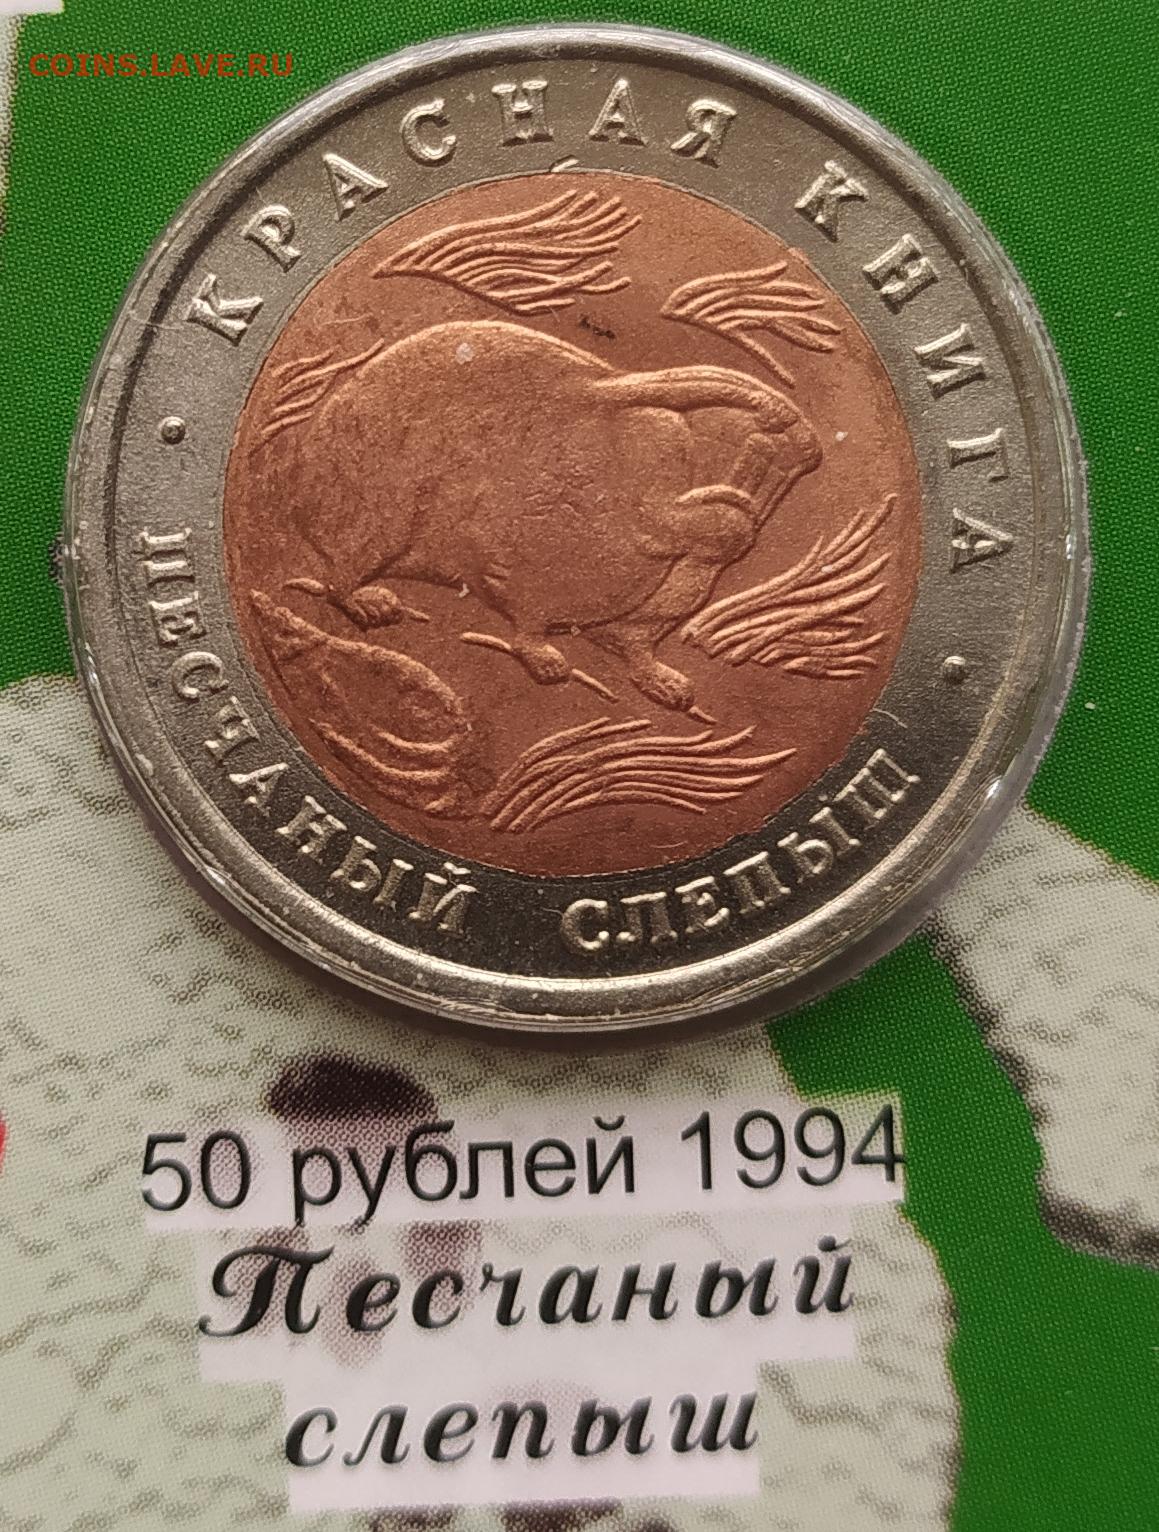 COINS.LAVE.RU
КРАСНАЯ КНИГА
ПЕСЧАНЫЙ СЛЕПЫШ
50 рублей 1994
Песчаный
слепыш